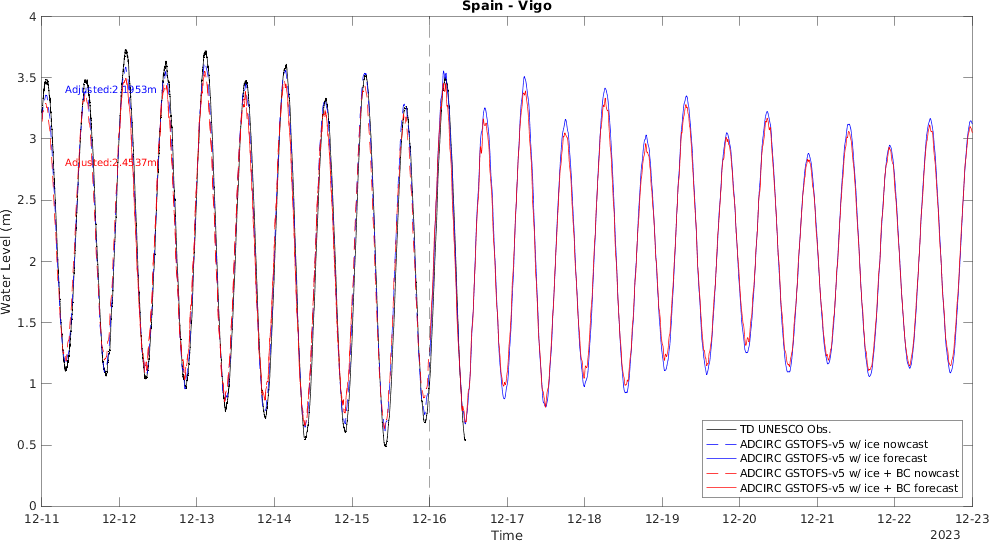 Spain - Vigo
4
3.5
3
2.5
2
1.5
1
0.5
0
Water Level (m)
Adjusted:2.1953m
Adjusted:2.4537m
TD UNESCO Obs.
ADCIRC GSTOFS-v5 w/ ice nowcast
ADCIRC GSTOFS-v5 w/ ice forecast
ADCIRC GSTOFS-v5 w/ ice + BC nowcast
ADCIRC GSTOFS-v5 w/ ice + BC forecast
12-11 12-12 12-13 12-14 12-15 12-16 12-17 12-18 12-19 12-20 12-21 12-22 12-23
Time
2023